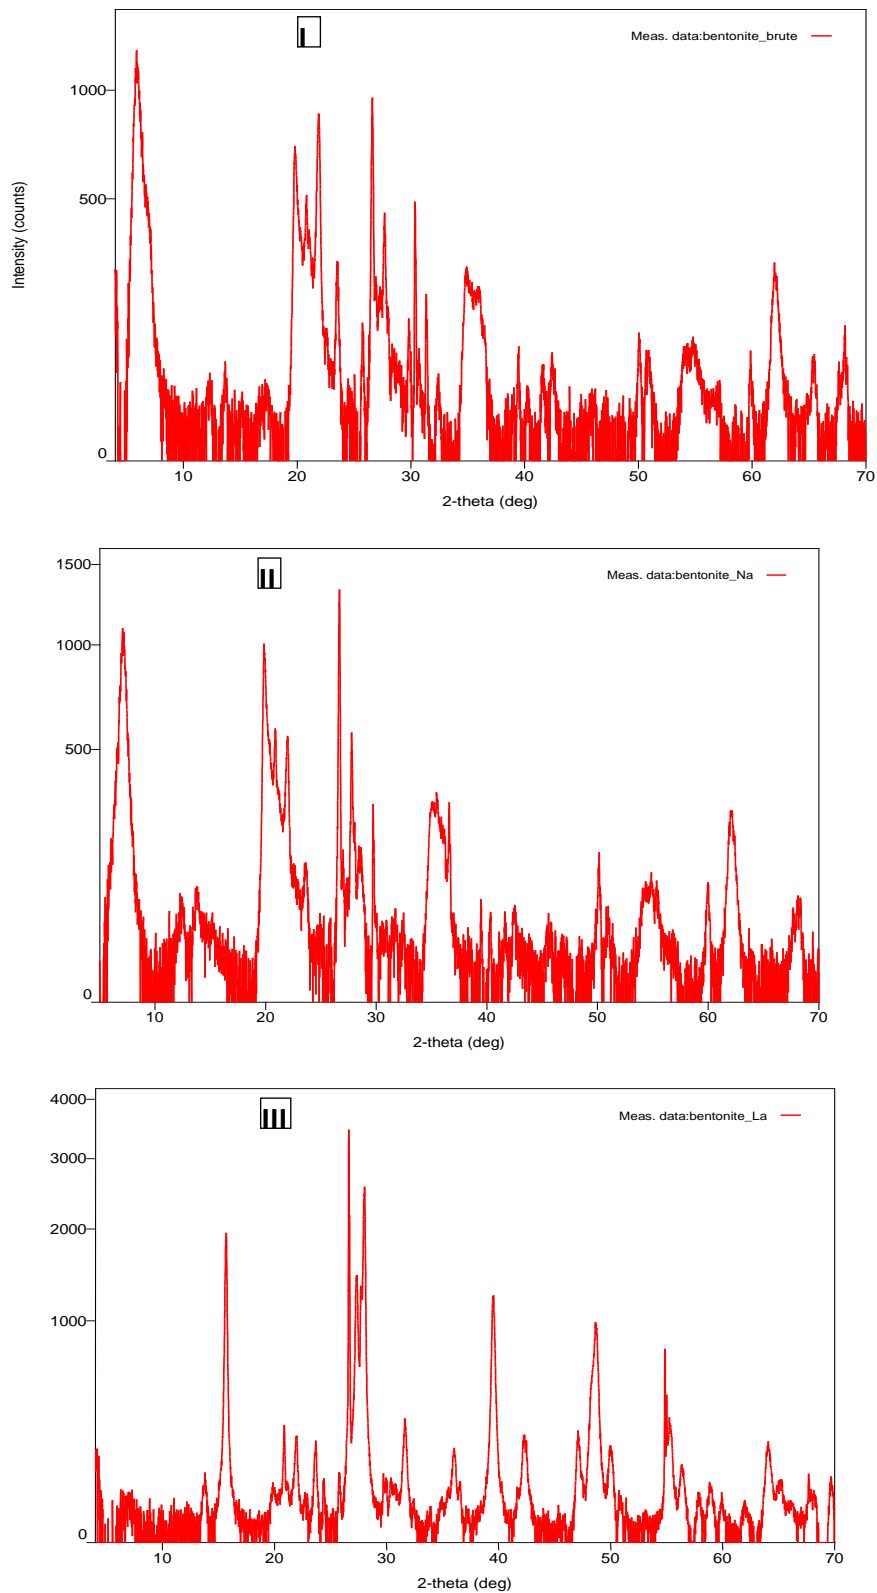 I
Meas. data:bentonite_brute
1000
500
0
Intensity (counts)
10 20 30 40 50 60 70
2-theta (deg)
II
Meas. data:bentonite_Na
1500
1000
500
0
10 20 30 40 50 60 70
2-theta (deg)
III
Meas. data:bentonite_La
4000
3000
2000
1000
0
10 20 30 40 50 60 70
2-theta (deg)